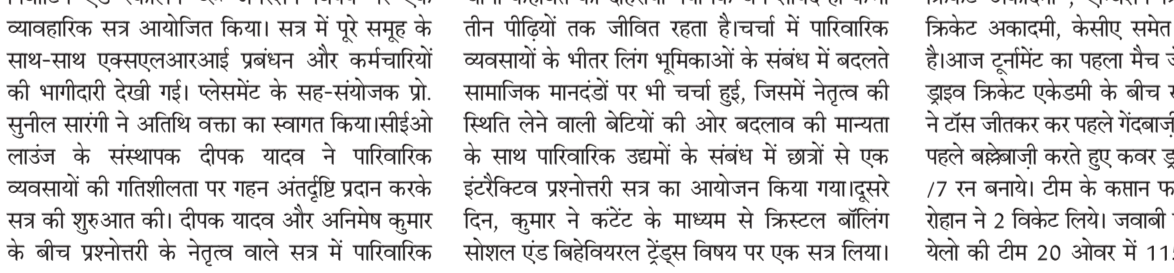 व्यावहारिक सत्र आयोजित किया। सत्र में पूरे समूह के
साथ-साथ एक्सएलआरआई प्रबंधन और कर्मचारियों
की भागीदारी देखी गई। प्लेसमेंट के सह-संयोजक प्रो.
सुनील सारंगी ने अतिथि वक्ता का स्वागत किया।सीईओ
लाउंज के संस्थापक दीपक यादव ने पारिवारिक
व्यवसायों की गतिशीलता पर गहन अंतर्दृष्टि प्रदान करके
सत्र की शुरुआत की। दीपक यादव और अनिमेष कुमार
के बीच प्रश्नोत्तरी के नेतृत्व वाले सत्र में पारिवारिक
तीन पीढ़ियों तक जीवित रहता है।चर्चा में पारिवारिक
व्यवसायों के भीतर लिंग भूमिकाओं के संबंध में बदलते
सामाजिक मानदंडों पर भी चर्चा हुई, जिसमें नेतृत्व की
स्थिति लेने वाली बेटियों की ओर बदलाव की मान्यता
के साथ पारिवारिक उद्यमों के संबंध में छात्रों से एक
इंटरैक्टिव प्रश्नोत्तरी सत्र का आयोजन किया गया।दूसरे
दिन, कुमार ने कंटेंट के माध्यम से क्रिस्टल बॉलिंग
सोशल एंड बिहेवियरल ट्रेंड्स विषय पर एक सत्र लिया।
क्रिकेट अकादमी, केसीए समेत
है।आज टूर्नामेंट का पहला मैच
ड्राइव क्रिकेट एकेडमी के बीच
ने टॉस जीतकर कर पहले
पहले बल्लेबाज़ी करते हुए कवर
/7 रन बनाये। टीम के कप्तान
रोहान ने 2 विकेट लिये। जवाबी
येलो की टीम 20 ओवर में